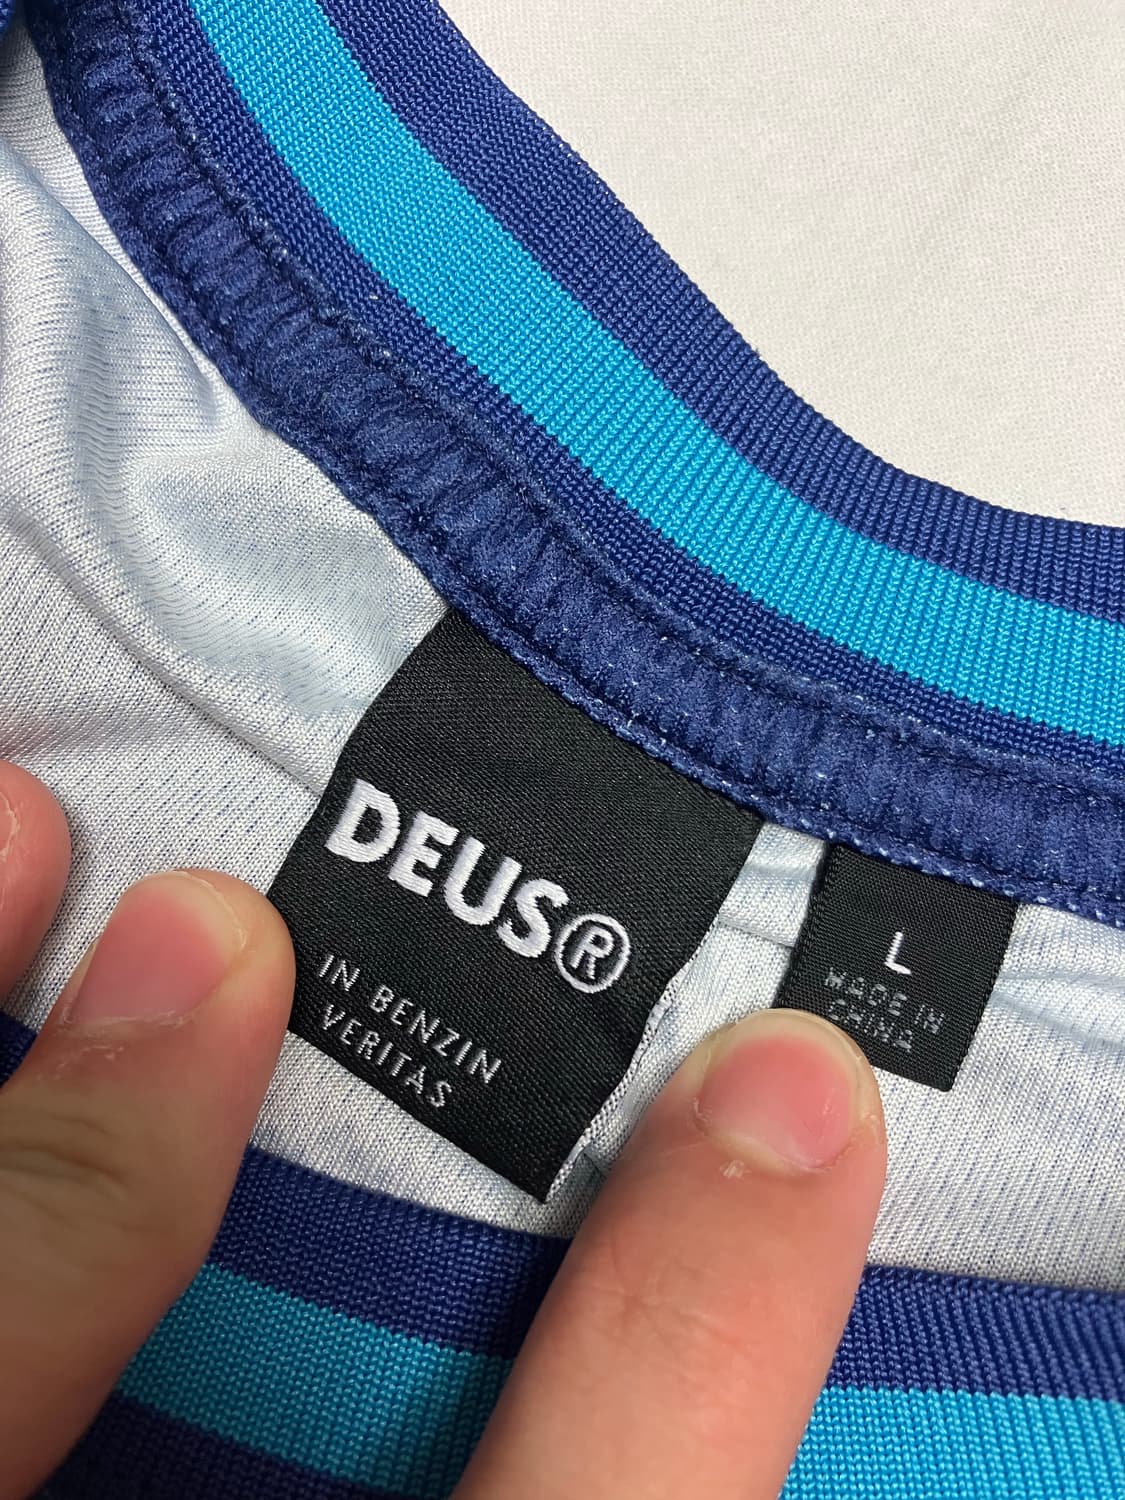 DEUS®
IN BENZIN
VERITAS
L
MADE IN
CHINA